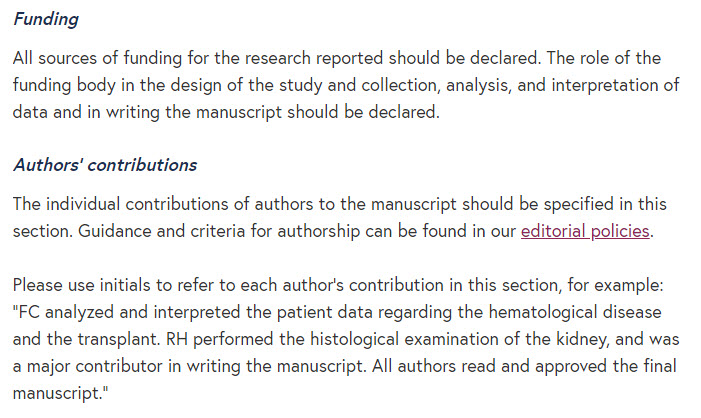 Funding
All sources of funding for the research reported should be declared. The role of the
funding body in the design of the study and collection, analysis, and interpretation of
data and in writing the manuscript should be declared.
Authors' contributions
The individual contributions of authors to the manuscript should be specified in this
section. Guidance and criteria for authorship can be found in our editorial policies.
Please use initials to refer to each author's contribution in this section, for example:
"FC analyzed and interpreted the patient data regarding the hematological disease
and the transplant. RH performed the histological examination of the kidney, and was
a major contributor in writing the manuscript. All authors read and approved the final
manuscript."